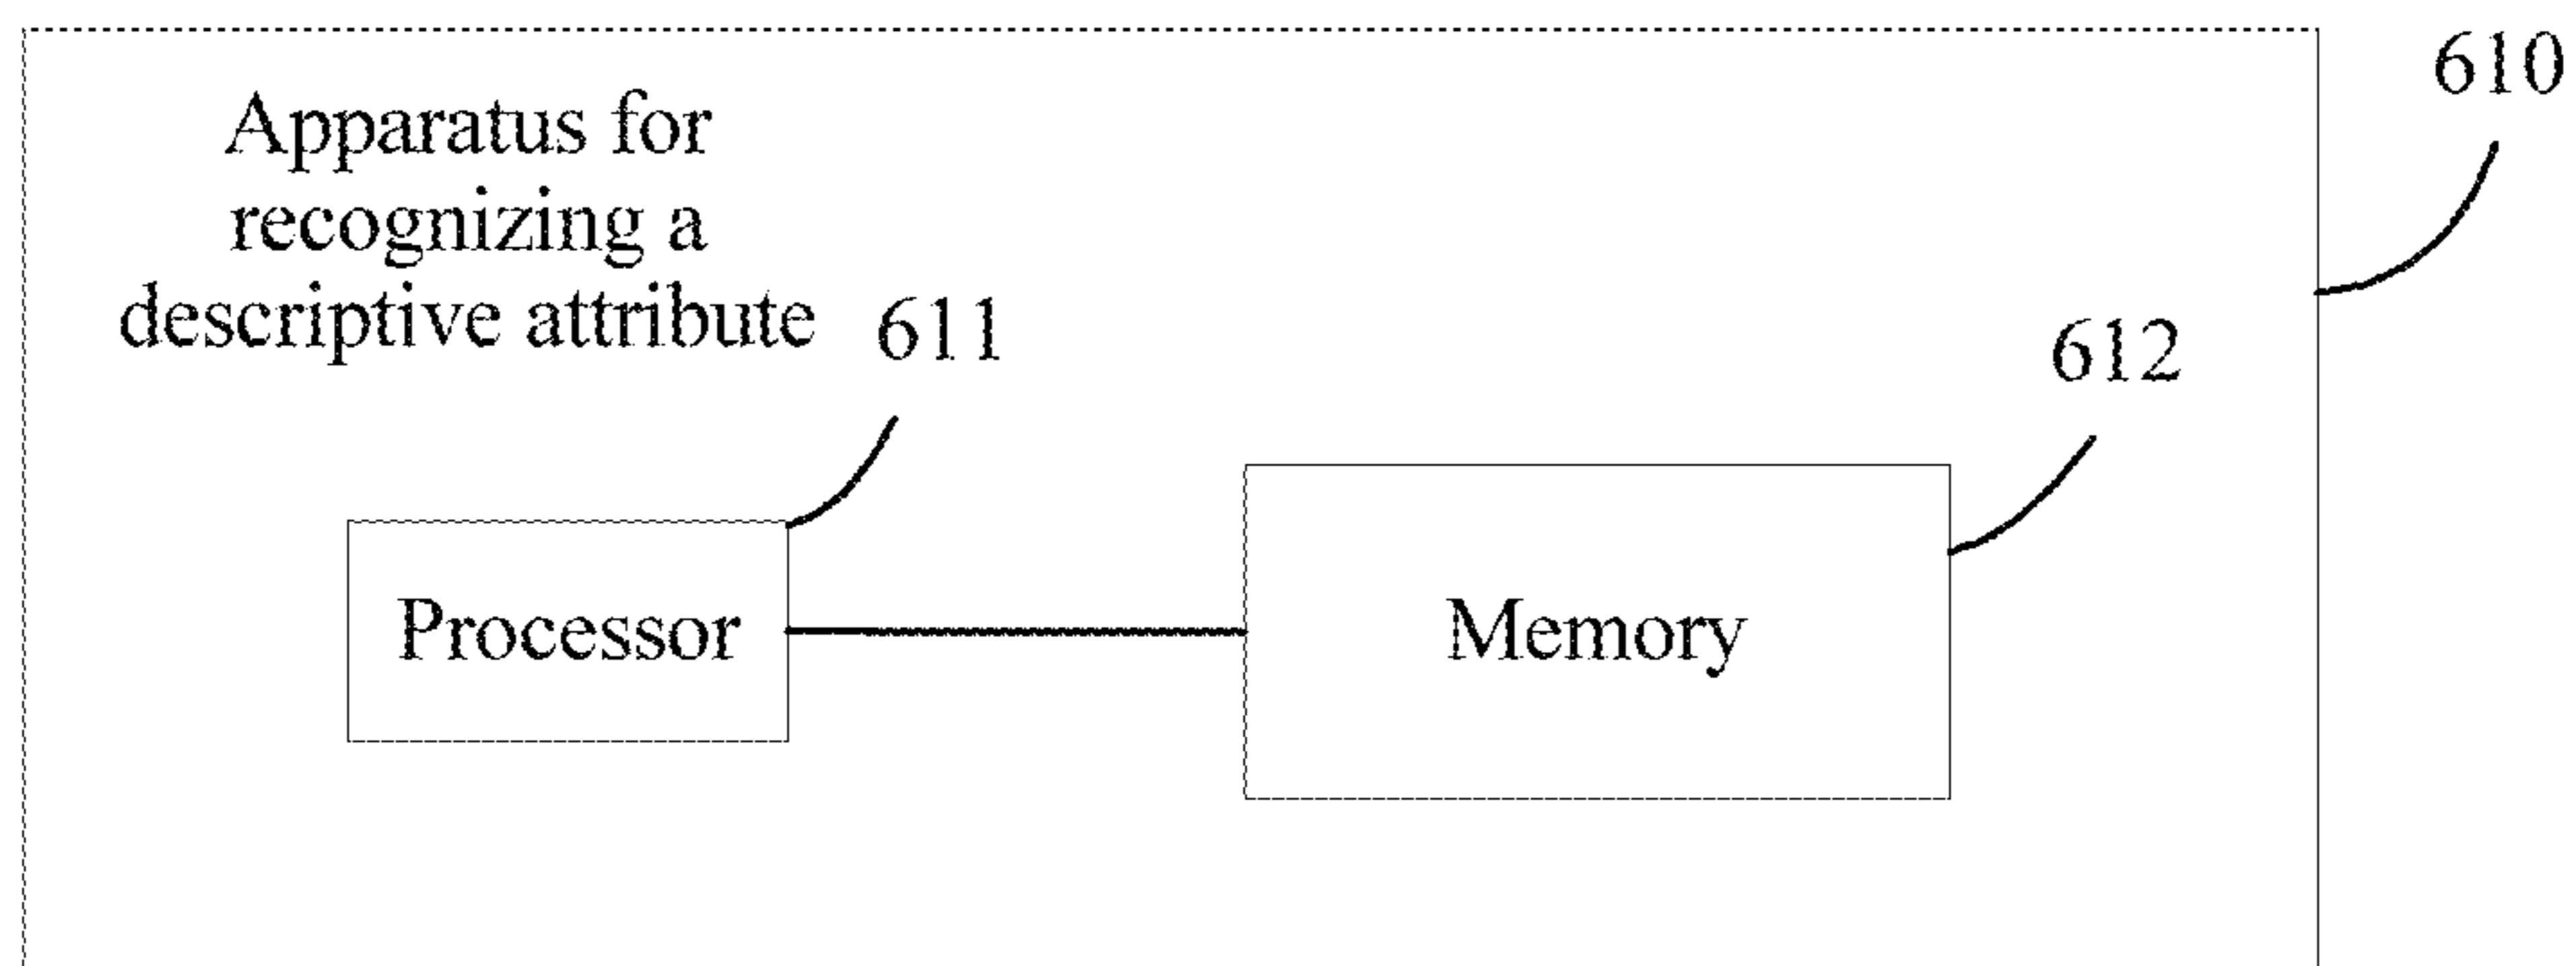 610
Apparatus for
recognizing a
descriptive attribute
611
612
Processor
Memory